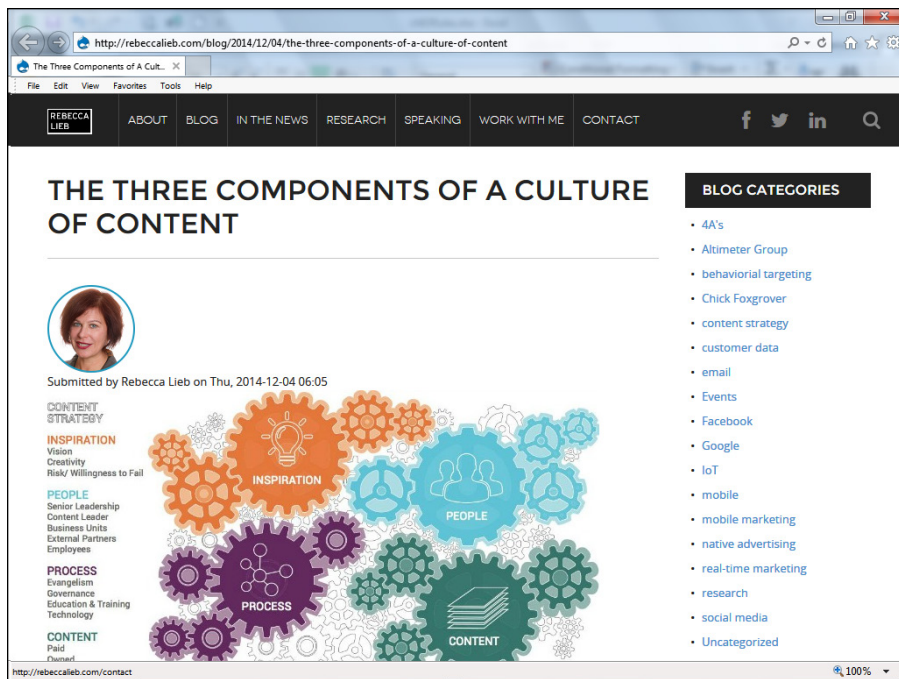 http://rebeccalieb.com/blog/2014/12/04/the-three-components-of-a-culture-of-content
The Three Components of A Cult...
File Edit View Favorites Tools Help
REBECCA
LIEB
ABOUT BLOG IN THE NEWS RESEARCH SPEAKING WORK WITH ME CONTACT
THE THREE COMPONENTS OF A CULTURE
OF CONTENT
Submitted by Rebecca Lieb on Thu, 2014-12-04 06:05
CONTENT
STRATEGY
INSPIRATION
Vision
Creativity
Risk/ Willingness to Fail
PEOPLE
Senior Leadership
Content Leader
Business Units
External Partners
Employees
PROCESS
Evangelism
Governance
Education & Training
Technology
CONTENT
Paid
Owned
INSPIRATION
PEOPLE
PROCESS
CONTENT
BLOG CATEGORIES
• 4A's
• Altimeter Group
• behaviorial targeting
• Chick Foxgrover
• content strategy
• customer data
• email
• Events
• Facebook
• Google
• IoT
• mobile
• mobile marketing
• native advertising
• real-time marketing
• research
• social media
• Uncategorized
http://rebeccalieb.com/contact
100%